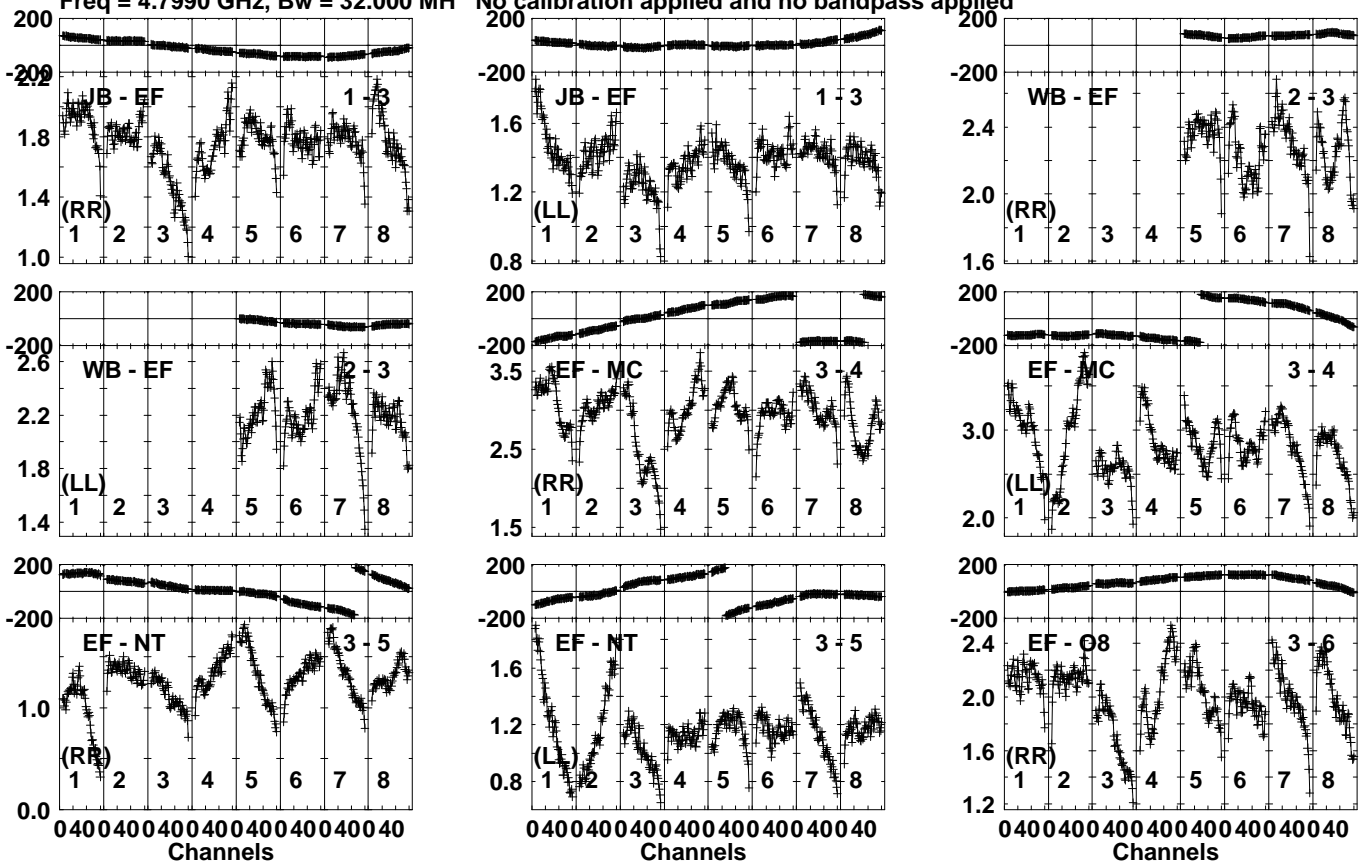 Freq = 4.7990 GHz, Bw = 32.000 MH No calibration applied and no bandpass applied
200 200 200
-200 -200 -200
2.2
JB - EF 1 - 3 JB - EF 1 - 3 WB - EF 2 - 3
1.8 1.6 2.4
1.4 1.2 2.0
(RR) (LL) (RR)
1 2 3 4 5 6 7 8 1 2 3 4 5 6 7 8 1 2 3 4 5 6 7 8
1.0 0.8 1.6
200 200 200
-200 -200 -200
2.6 WB - EF 2 - 3 3.5 EF - MC 3 - 4 EF - MC 3 - 4
2.2 3.0
1.8 2.5
(LL) (RR) (LL)
1 2 3 4 5 6 7 8 1 2 3 4 5 6 7 8 1 2 3 4 5 6 7 8
1.3 1.5 2.0
200 200 200
-200 -200 -200
EF - NT 3 - 5 EF - NT 3 - 5 2.4 EF - O8 3 - 6
1.6 2.0
1.0 1.2 1.6
(RR) (LL) (RR)
1 2 3 4 5 6 7 8 1 2 3 4 5 6 7 8 1 2 3 4 5 6 7 8
0.8
0.0 1.2
0 40 0 40 0 40 0 40 0 40 0 40 0 40 0 40 0 40 0 40 0 40 0 40 0 40 0 40 0 40 0 40 0 40 0 40 0 40 0 40 0 40 0 40 0 40 0 40
Channels Channels Channels